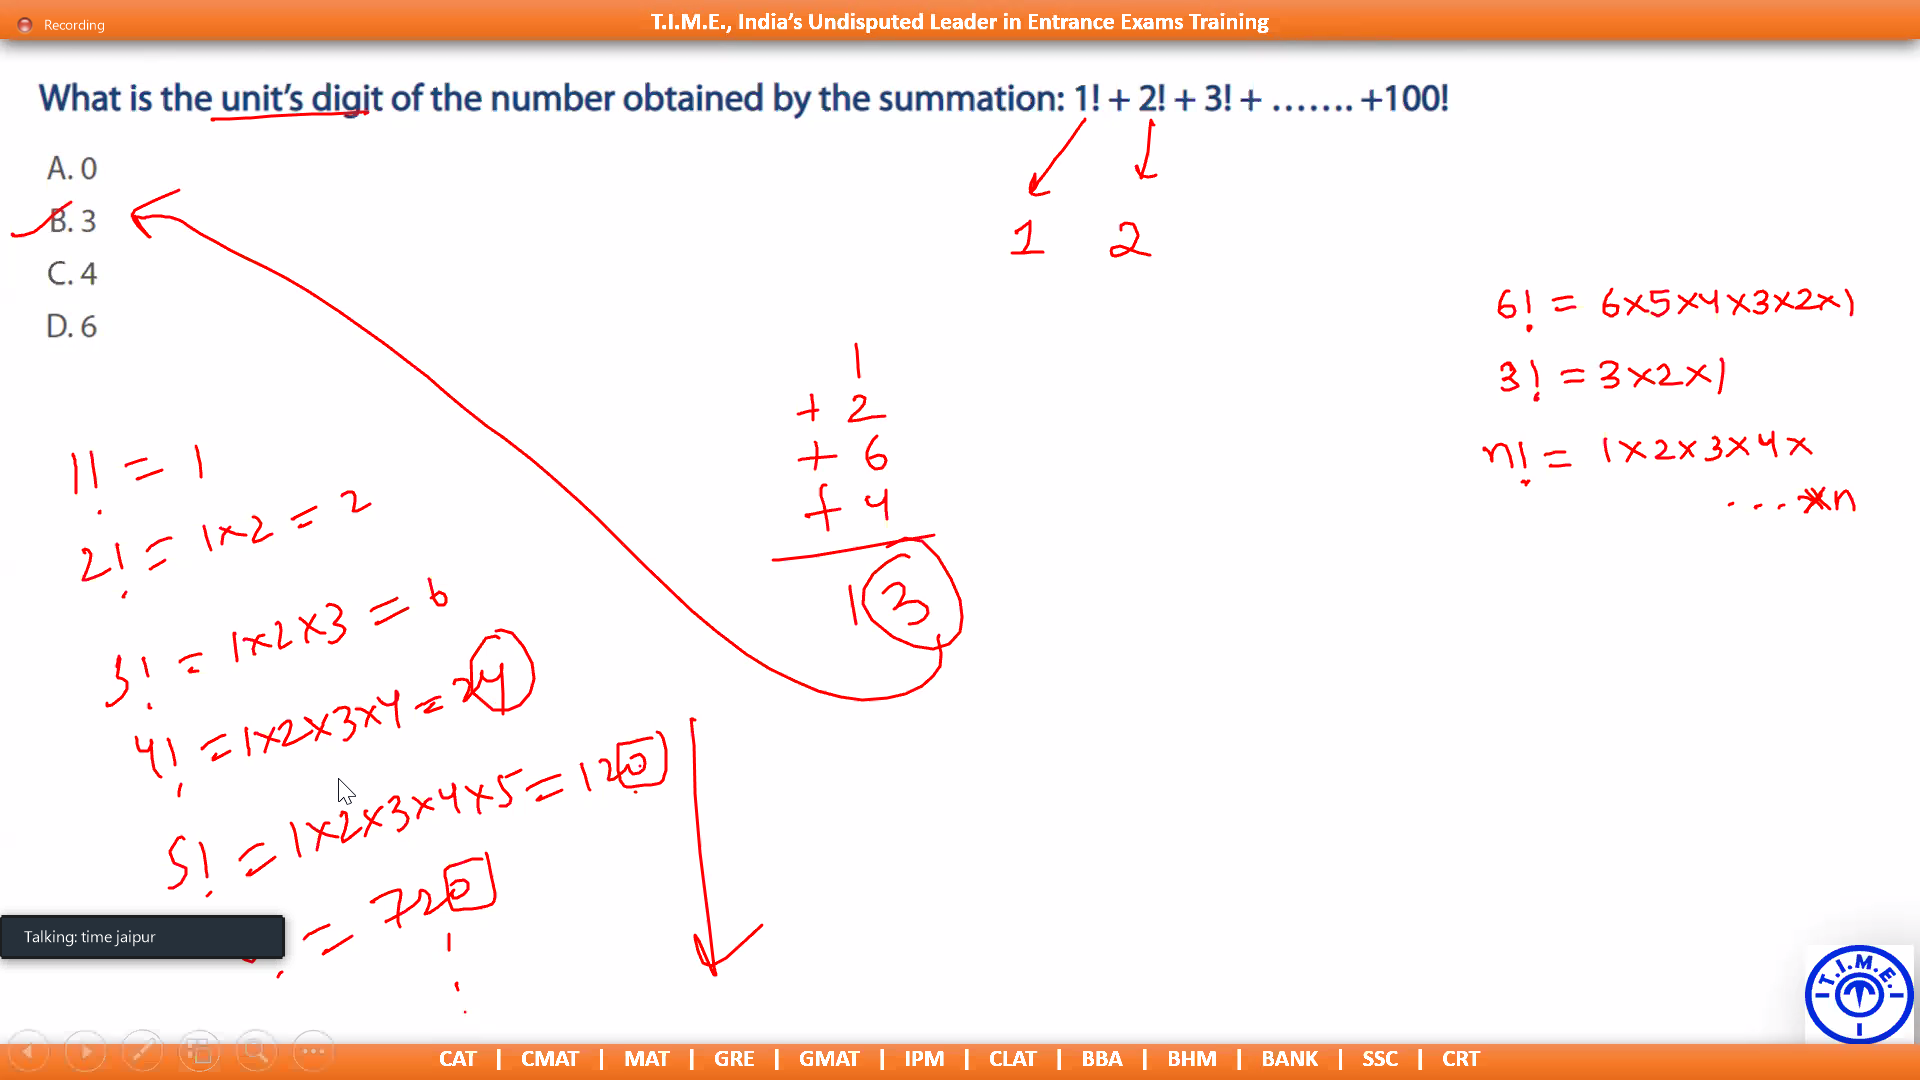 Recording
T.I.M.E., India's Undisputed Leader in Entrance Exams Training
What is the unit's digit of the number obtained by the summation: 1! + 2! + 3! + ....... +100!
A. 0
B. 3
C. 4
D. 6
1 2
6! = 6×5×4×3×2×1
3! = 3×2×1
n! = 1×2×3×4×
... ×n
1
+ 2
+ 6
+ 4
13
1! = 1
2! = 1×2 = 2
3! = 1×2×3 = 6
4! = 1×2×3×4 = 24
5! = 1×2×3×4×5 = 120
! = 720
Talking: time jaipur
T.I.M.E.
CAT | CMAT | MAT | GRE | GMAT | IPM | CLAT | BBA | BHM | BANK | SSC | CRT